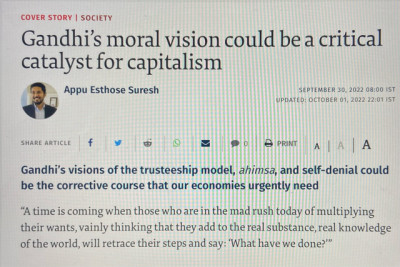 COVER STORY | SOCIETY
Gandhi's moral vision could be a critical
catalyst for capitalism
Appu Esthose Suresh
SEPTEMBER 30, 2022 08:00 IST
UPDATED: OCTOBER 01, 2022 22:01 IST
SHARE ARTICLE f 0 PRINT A | A | A
Gandhi's visions of the trusteeship model, ahimsa, and self-denial could
be the corrective course that our economies urgently need
“A time is coming when those who are in the mad rush today of multiplying
their wants, vainly thinking that they add to the real substance, real knowledge
of the world, will retrace their steps and say: ‘What have we done?’”